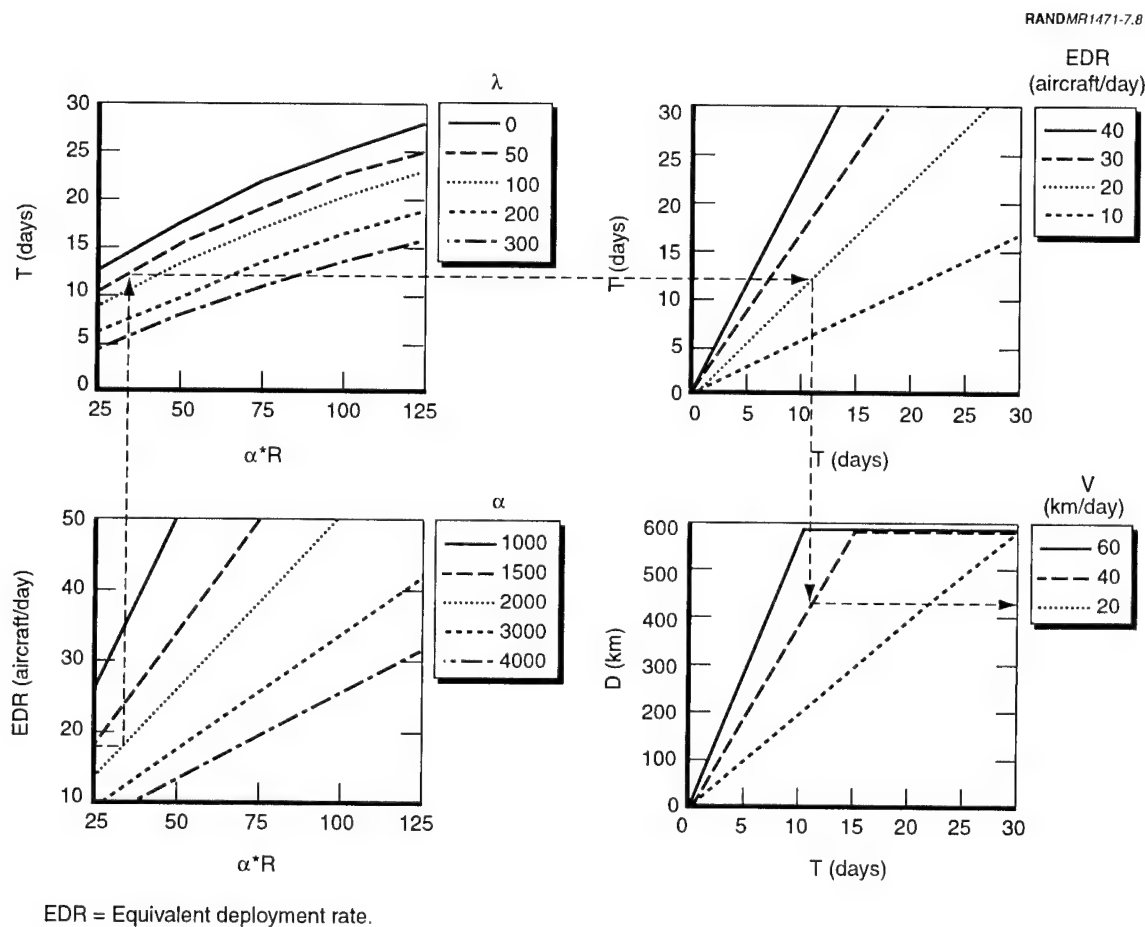 RANDMR1471-7.8
λ
0
50
100
200
300
30
25
20
15
10
5
0
T (days)
25 50 75 100 125
α*R
EDR
(aircraft/day)
40
30
20
10
30
25
20
15
10
5
0
T (days)
0 5 10 15 20 25 30
T (days)
α
1000
1500
2000
3000
4000
50
40
30
20
10
EDR (aircraft/day)
25 50 75 100 125
α*R
V
(km/day)
60
40
20
600
500
400
300
200
100
0
D (km)
0 5 10 15 20 25 30
T (days)
EDR = Equivalent deployment rate.